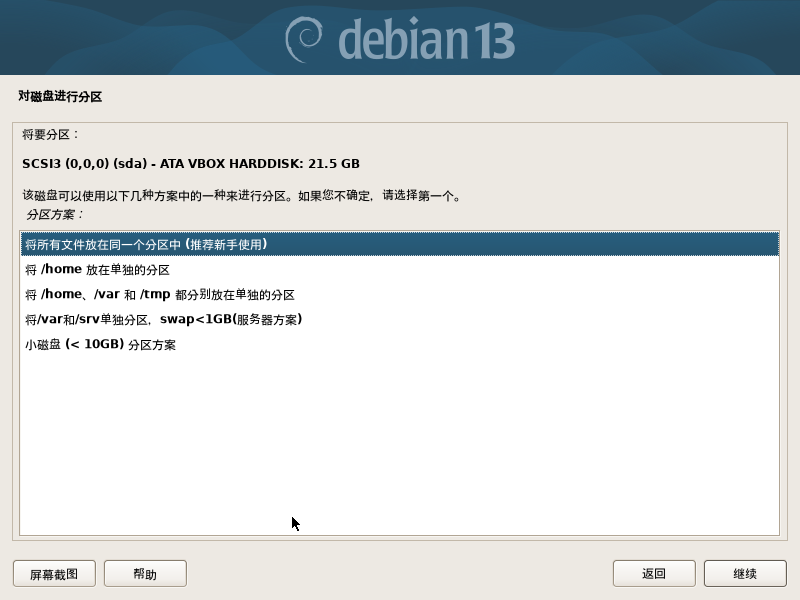 debian 13
对磁盘进行分区
将要分区：
SCSI3 (0,0,0) (sda) - ATA VBOX HARDDISK: 21.5 GB
该磁盘可以使用以下几种方案中的一种来进行分区。如果您不确定，请选择第一个。
分区方案：
将所有文件放在同一个分区中 (推荐新手使用)
将 /home 放在单独的分区
将 /home、/var 和 /tmp 都分别放在单独的分区
将/var和/srv单独分区，swap<1GB(服务器方案)
小磁盘 (< 10GB) 分区方案
屏幕截图
帮助
返回
继续